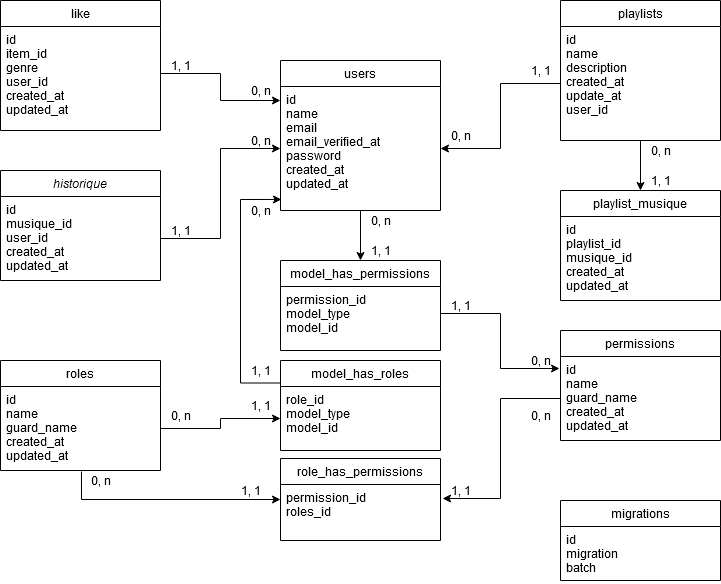 like
id
item_id
genre
user_id
created_at
updated_at
1, 1
0, n
users
id
name
email
email_verified_at
password
created_at
updated_at
playlists
id
name
description
created_at
update_at
user_id
1, 1
0, n
0, n
1, 1
playlist_musique
id
playlist_id
musique_id
created_at
updated_at
historique
id
musique_id
user_id
created_at
updated_at
0, n
1, 1
0, n
0, n
1, 1
model_has_permissions
permission_id
model_type
model_id
1, 1
0, n
permissions
id
name
guard_name
created_at
updated_at
0, n
1, 1
roles
id
name
guard_name
created_at
updated_at
0, n
1, 1
1, 1
model_has_roles
role_id
model_type
model_id
0, n
1, 1
role_has_permissions
permission_id
roles_id
migrations
id
migration
batch